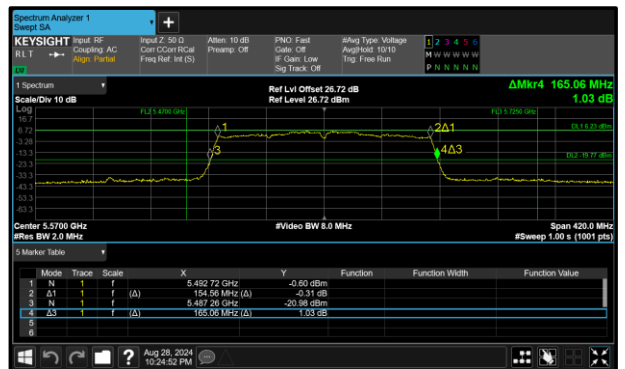 Spectrum Analyzer 1
Swept SA
+
KEYSIGHT Input: RF Input Z: 50 Ω Atten: 10 dB PNO: Fast #Avg Type: Voltage 1 2 3 4 5 6
RLT Coupling: AC Corr CCorr RCal Preamp: Off Gate: Off Avg|Hold: 10/10 M W W W W W
Align: Partial Freq Ref: Int (S) IF Gain: Low Trig: Free Run
Sig Track: Off P N N N N N
LW
1 Spectrum Ref Lvl Offset 26.72 dB ΔMkr4 165.06 MHz
Scale/Div 10 dB Ref Level 26.72 dBm 1.03 dB
Log
16.7 FL2 5.4700 GHz FL3 5.7250 GHz
6.72 1 2Δ1 DL1 6.23 dBm
-3.28
-13.3 3 4Δ3 DL2 -19.77 dBm
-23.3
-33.3
-43.3
-53.3
-63.3
Center 5.5700 GHz #Video BW 8.0 MHz Span 420.0 MHz
#Res BW 2.0 MHz #Sweep 1.00 s (1001 pts)
5 Marker Table
Mode Trace Scale X Y Function Function Width Function Value
1 N 1 f 5.492 72 GHz -0.60 dBm
2 Δ1 1 f (Δ) 154.56 MHz (Δ) -0.31 dB
3 N 1 f 5.487 26 GHz -20.98 dBm
4 Δ3 1 f (Δ) 165.06 MHz (Δ) 1.03 dB
5
6
? Aug 28, 2024
10:24:52 PM